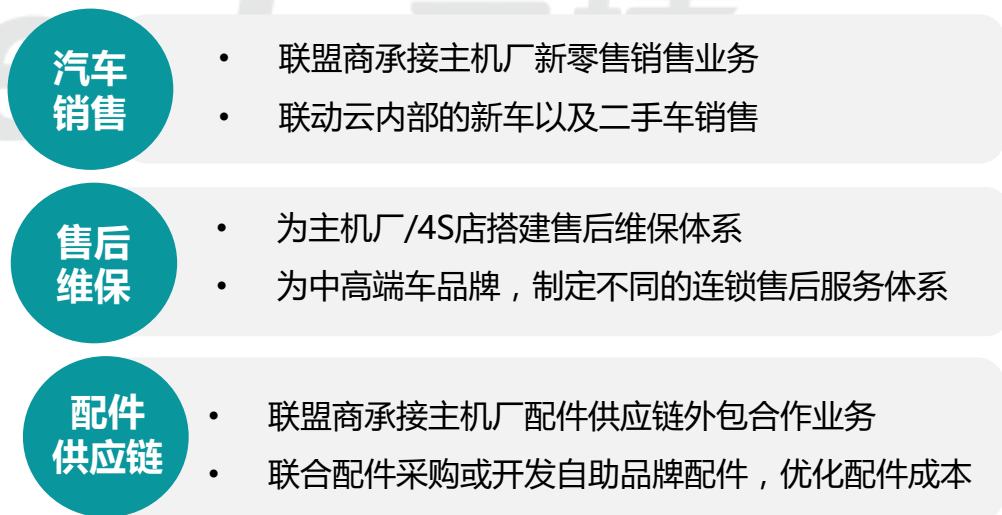 汽车
销售
• 联盟商承接主机厂新零售销售业务
• 联动云内部的新车以及二手车销售
售后
维保
• 为主机厂/4S店搭建售后维保体系
• 为中高端车品牌，制定不同的连锁售后服务体系
配件
供应链
• 联盟商承接主机厂配件供应链外包合作业务
• 联合配件采购或开发自助品牌配件，优化配件成本